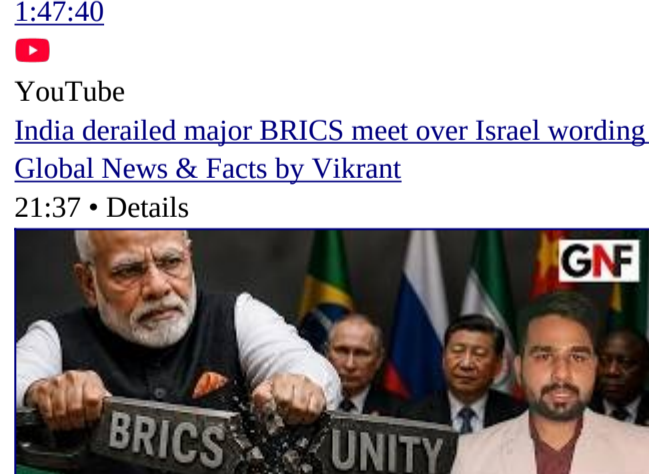 1:47:40
YouTube
India derailed major BRICS meet over Israel wording
Global News & Facts by Vikrant
21:37 • Details
GNF
BRICS
UNITY